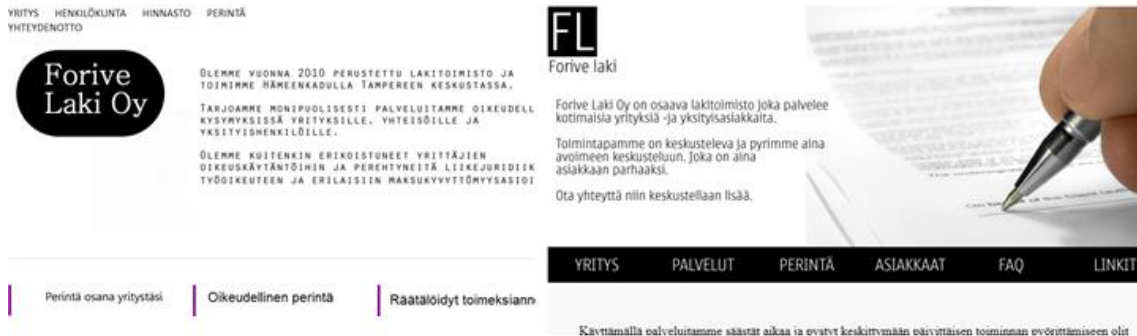 YRITYS HENKILÖKUNTA HINNASTO PERINTÄ
YHTEYDENOTTO
Forive
Laki Oy
OLEMME VUONNA 2010 PERUSTETTU LAKITOIMISTO JA
TOIMIMME HÄMEENKADULLA TAMPEREEN KESKUSTASSA.
TARJOAMME MONIPUOLISESTI PALVELUITAMME OIKEUDELL
KYSYMYKSISSÄ YRITYKSILLE, YHTEISÖILLE JA
YKSITYISHENKILÖILLE.
OLEMME KUITENKIN ERIKOISTUNEET YRITTÄJIEN
OIKEUSKÄYTÄNTÖIHIN JA PEREHTYNEITÄ LIIKEJURIDIIK
TYÖOIKEUTEEN JA ERILAISIIN MAKSUKYVYTTÖMYYSASIOI
Perintä osana yritystäsi
Oikeudellinen perintä
Räätälöidyt toimeksiann
FL
Forive laki
Forive Laki Oy on osaava lakitoimisto joka palvelee
kotimaisia yrityksiä -ja yksityisasiakkaita.
Toimintapamme on keskusteleva ja pyrimme aina
avoimeen keskusteluun. Joka on aina
asiakkaan parhaaksi.
Ota yhteyttä niin keskustellaan lisää.
YRITYS PALVELUT PERINTÄ ASIAKKAAT FAQ LINKIT
Käyttämällä palveluitamme säästät aikaa ja pystyt keskittymään päivittäisen toiminnan pyörittämiseen olit